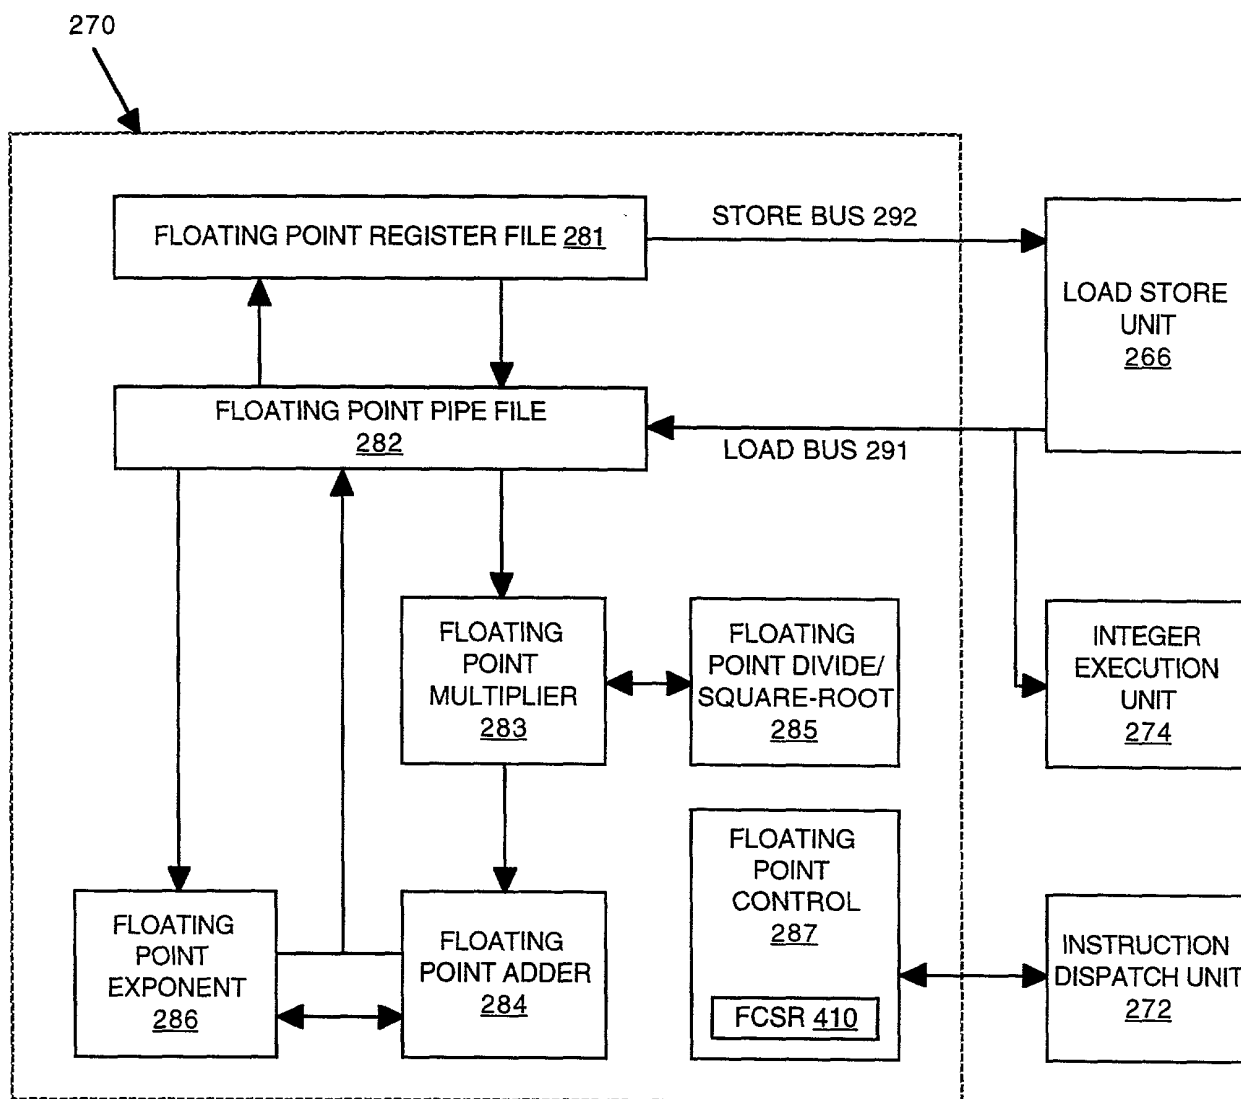 270
FLOATING POINT REGISTER FILE 281
STORE BUS 292
LOAD STORE
UNIT
266
FLOATING POINT PIPE FILE
282
LOAD BUS 291
FLOATING
POINT
MULTIPLIER
283
FLOATING
POINT DIVIDE/
SQUARE-ROOT
285
INTEGER
EXECUTION
UNIT
274
FLOATING
POINT
EXPONENT
286
FLOATING
POINT ADDER
284
FLOATING
POINT
CONTROL
287
FCSR 410
INSTRUCTION
DISPATCH UNIT
272